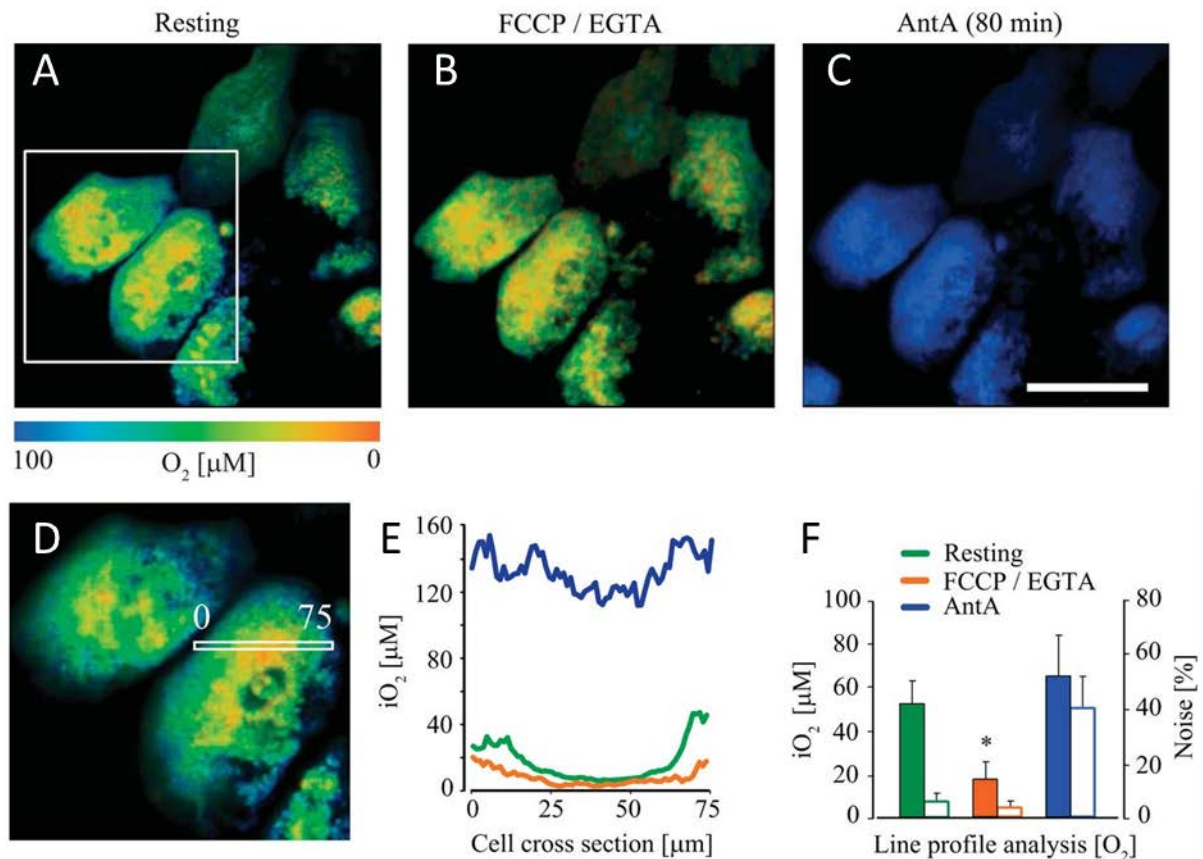 Resting
FCCP / EGTA
AntA (80 min)
A
B
C
100
0
O₂ [μM]
D
0
75
E
160
120
80
40
0
iO₂ [μM]
0
25
50
75
Cell cross section [μm]
F
Resting
FCCP / EGTA
AntA
100
80
60
40
20
0
iO₂ [μM]
*
80
60
40
20
0
Noise [%]
Line profile analysis [O₂]